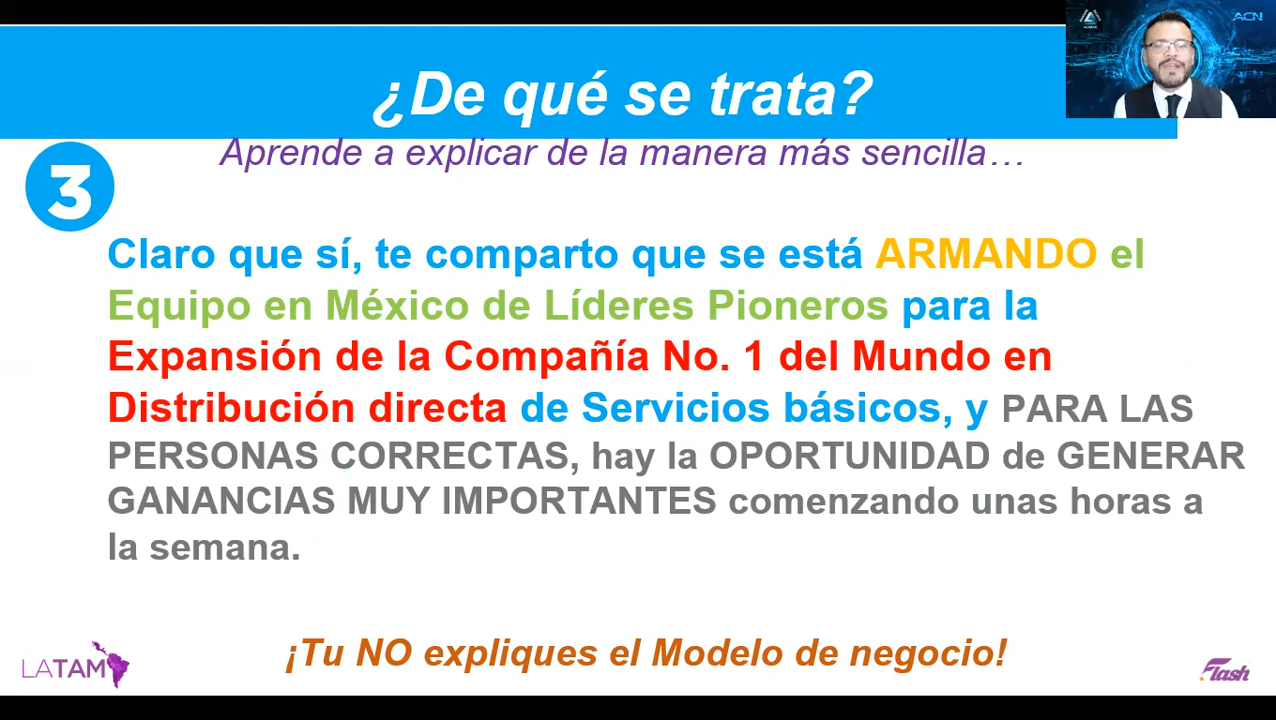 ACN
¿De qué se trata?
Aprende a explicar de la manera más sencilla…
3
Claro que sí, te comparto que se está ARMANDO el
Equipo en México de Líderes Pioneros para la
Expansión de la Compañía No. 1 del Mundo en
Distribución directa de Servicios básicos, y PARA LAS
PERSONAS CORRECTAS, hay la OPORTUNIDAD de GENERAR
GANANCIAS MUY IMPORTANTES comenzando unas horas a
la semana.
¡Tu NO expliques el Modelo de negocio!
LATAM
Flash